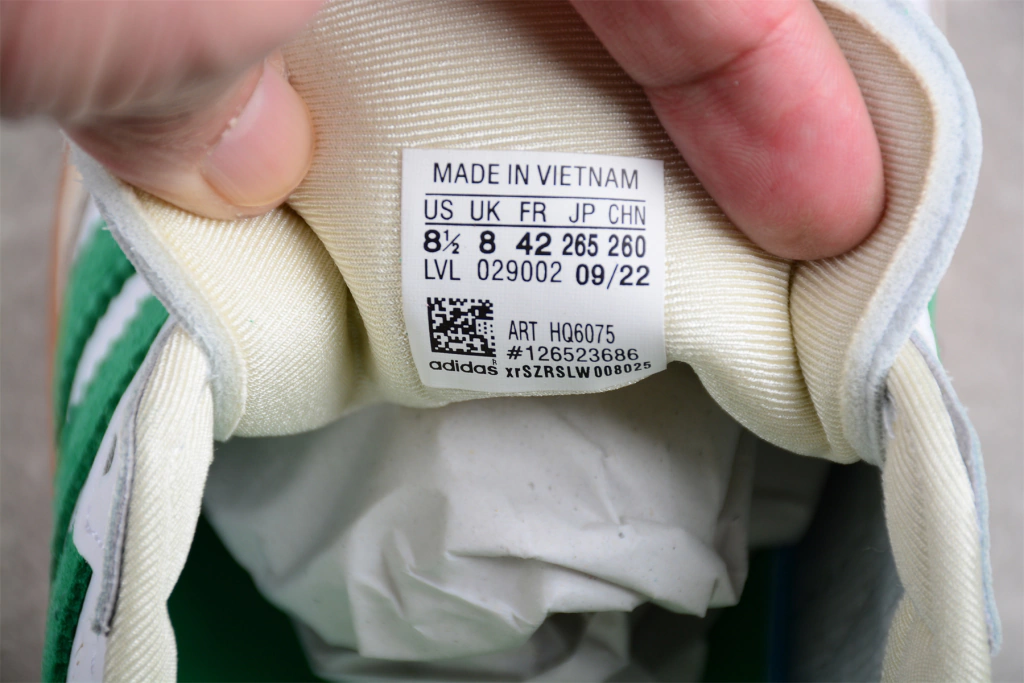 MADE IN VIETNAM
US UK FR JP CHN
8½ 8 42 265 260
LVL 029002 09/22
ART HQ6075
#126523686
adidas® xrSZRSLW008025